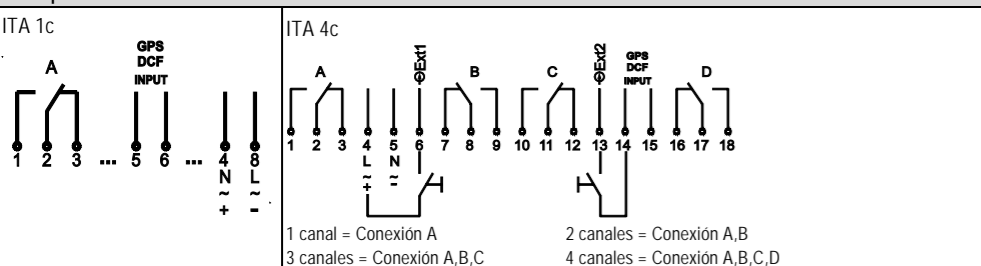 ITA 1c
A
GPS
DCF
INPUT
1 2 3 ... 5 6 ... 4 8
N L
~ ~
+ -
ITA 4c
A ⊕Ext1 B C ⊕Ext2 GPS DCF INPUT D
1 2 3 4 5 6 7 8 9 10 11 12 13 14 15 16 17 18
L N
~ ~
+ -
1 canal = Conexión A
2 canales = Conexión A,B
3 canales = Conexión A,B,C
4 canales = Conexión A,B,C,D